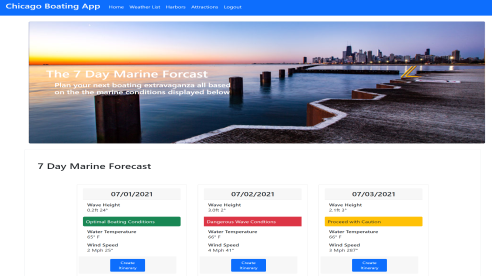 Chicago Boating App Home Weather List Harbors Attractions Logout
The 7 Day Marine Forcast
Plan your next boating extravaganza all based
on the the marine conditions displayed below
7 Day Marine Forecast
07/01/2021
Wave Height
0.2ft 24°
Optimal Boating Conditions
Water Temperature
65° F
Wind Speed
2 Mph 25°
Create
Itinerary
07/02/2021
Wave Height
3.0ft 2°
Dangerous Wave Conditions
Water Temperature
66° F
Wind Speed
4 Mph 41°
Create
Itinerary
07/03/2021
Wave Height
2.1ft 3°
Proceed with Caution
Water Temperature
66° F
Wind Speed
3 Mph 287°
Create
Itinerary